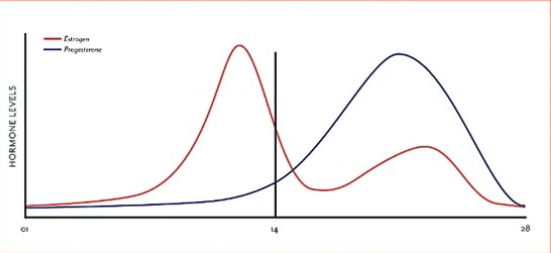 Estrogen
Progesterone
HORMONE LEVELS
01
14
28